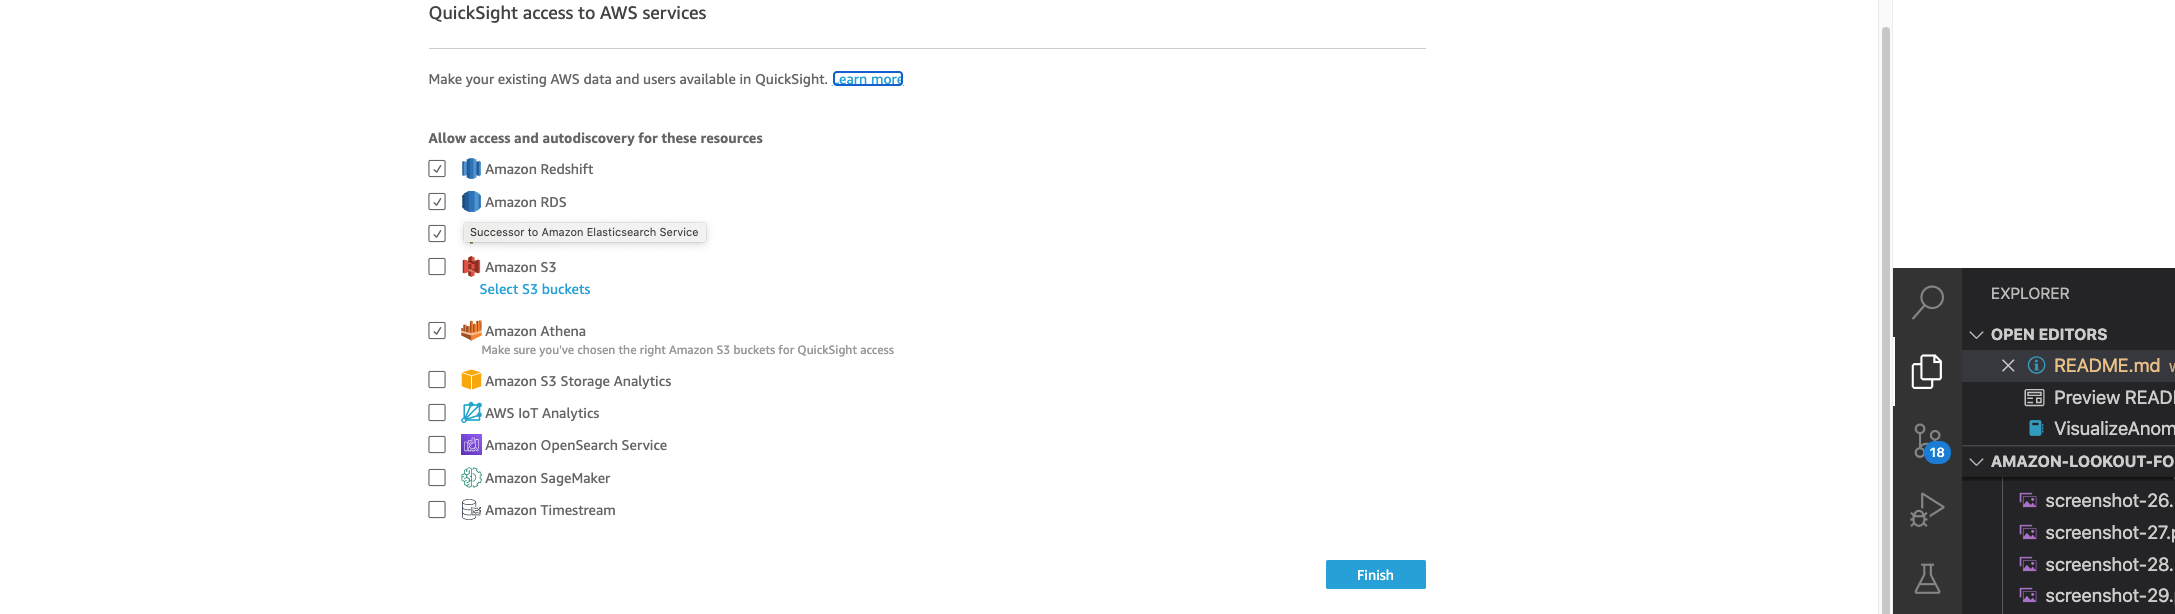 QuickSight access to AWS services
Make your existing AWS data and users available in QuickSight. Learn more
Allow access and autodiscovery for these resources
Amazon Redshift
Amazon RDS
Successor to Amazon Elasticsearch Service
Amazon S3
Select S3 buckets
Amazon Athena
Make sure you've chosen the right Amazon S3 buckets for QuickSight access
Amazon S3 Storage Analytics
AWS IoT Analytics
Amazon OpenSearch Service
Amazon SageMaker
Amazon Timestream
Finish
EXPLORER
OPEN EDITORS
README.md
Preview READ
VisualizeAnom
18
AMAZON-LOOKOUT-FO
screenshot-26.
screenshot-27.p
screenshot-28.
screenshot-29.